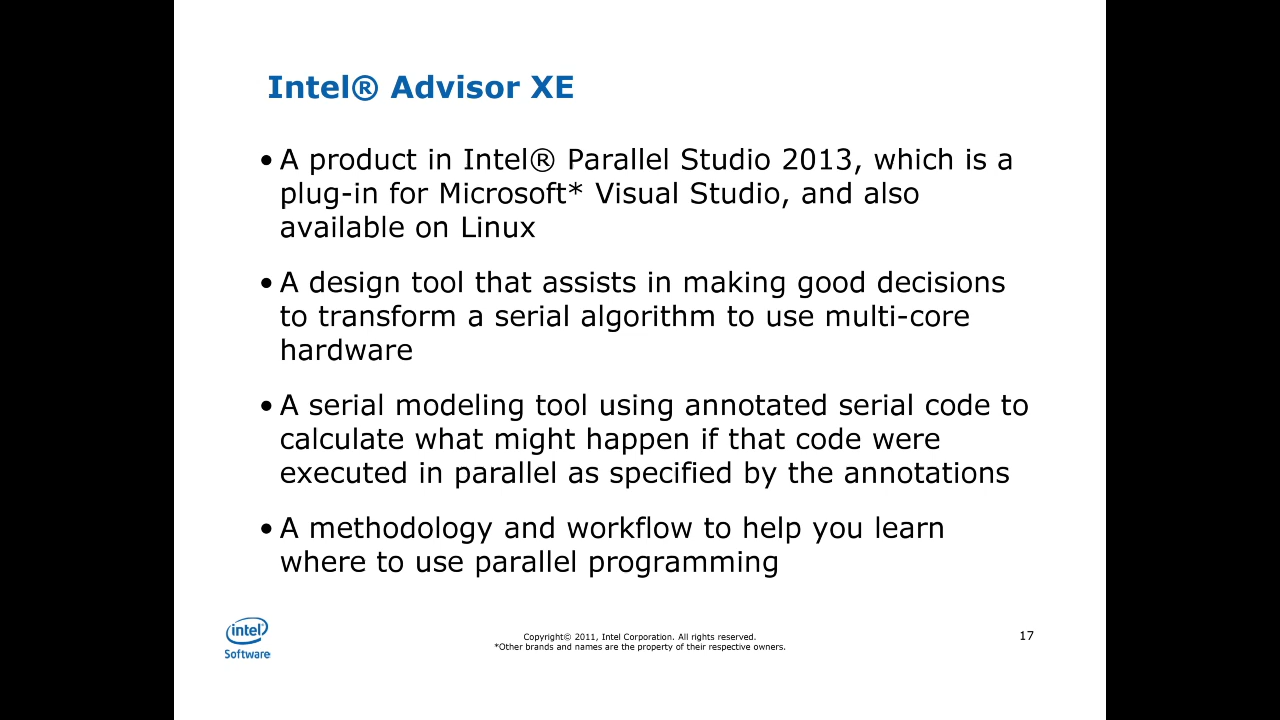 Intel® Advisor XE
• A product in Intel® Parallel Studio 2013, which is a
plug-in for Microsoft* Visual Studio, and also
available on Linux
• A design tool that assists in making good decisions
to transform a serial algorithm to use multi-core
hardware
• A serial modeling tool using annotated serial code to
calculate what might happen if that code were
executed in parallel as specified by the annotations
• A methodology and workflow to help you learn
where to use parallel programming
intel
Software
Copyright© 2011, Intel Corporation. All rights reserved.
*Other brands and names are the property of their respective owners.
17